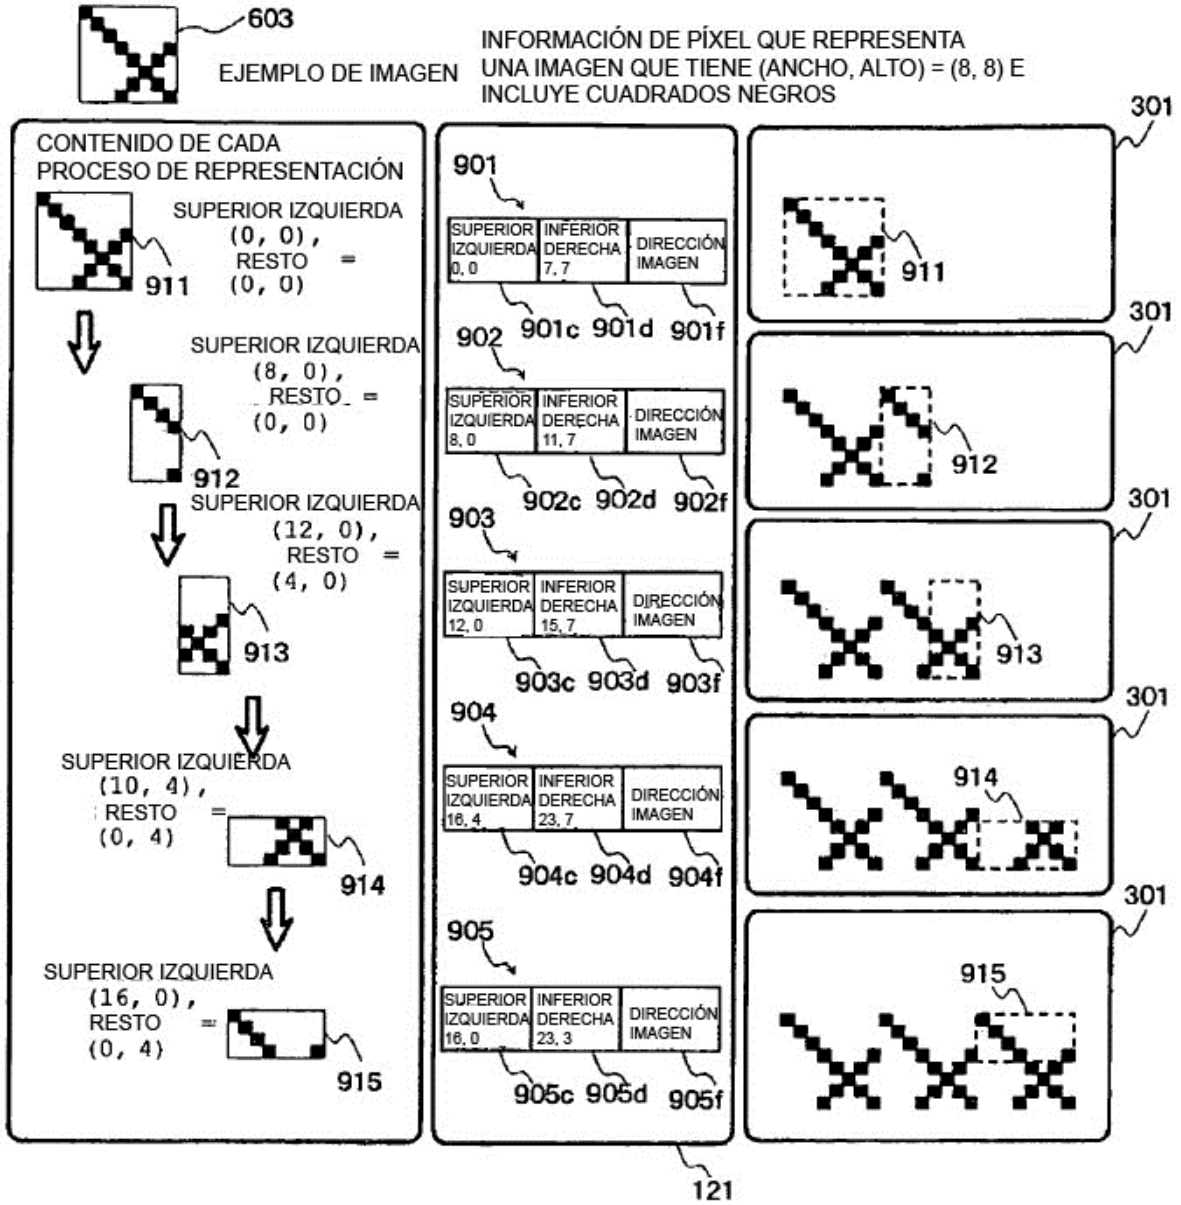 603
EJEMPLO DE IMAGEN
INFORMACIÓN DE PÍXEL QUE REPRESENTA
UNA IMAGEN QUE TIENE (ANCHO, ALTO) = (8, 8) E
INCLUYE CUADRADOS NEGROS
CONTENIDO DE CADA
PROCESO DE REPRESENTACIÓN
SUPERIOR IZQUIERDA
(0, 0),
RESTO =
(0, 0)
911
SUPERIOR IZQUIERDA
(8, 0),
RESTO =
(0, 0)
912
SUPERIOR IZQUIERDA
(12, 0),
RESTO =
(4, 0)
913
SUPERIOR IZQUIERDA
(10, 4),
RESTO =
(0, 4)
914
SUPERIOR IZQUIERDA
(16, 0),
RESTO =
(0, 4)
915
901
SUPERIOR IZQUIERDA 0, 0
INFERIOR DERECHA 7, 7
DIRECCIÓN IMAGEN
901c 901d 901f
902
SUPERIOR IZQUIERDA 8, 0
INFERIOR DERECHA 11, 7
DIRECCIÓN IMAGEN
902c 902d 902f
903
SUPERIOR IZQUIERDA 12, 0
INFERIOR DERECHA 15, 7
DIRECCIÓN IMAGEN
903c 903d 903f
904
SUPERIOR IZQUIERDA 16, 4
INFERIOR DERECHA 23, 7
DIRECCIÓN IMAGEN
904c 904d 904f
905
SUPERIOR IZQUIERDA 16, 0
INFERIOR DERECHA 23, 3
DIRECCIÓN IMAGEN
905c 905d 905f
121
301
911
301
912
301
913
301
914
301
915